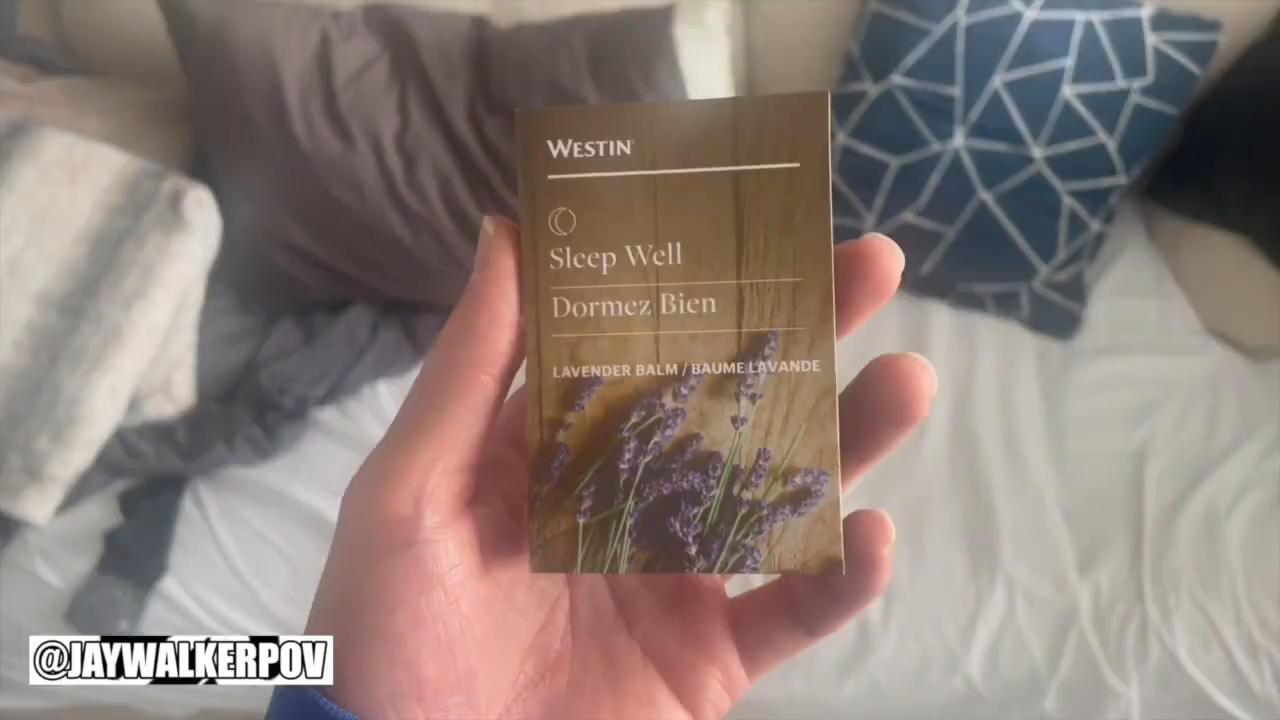 WESTIN
Sleep Well
Dormez Bien
LAVENDER BALM / BAUME LAVANDE
@JAYWALKERPOV